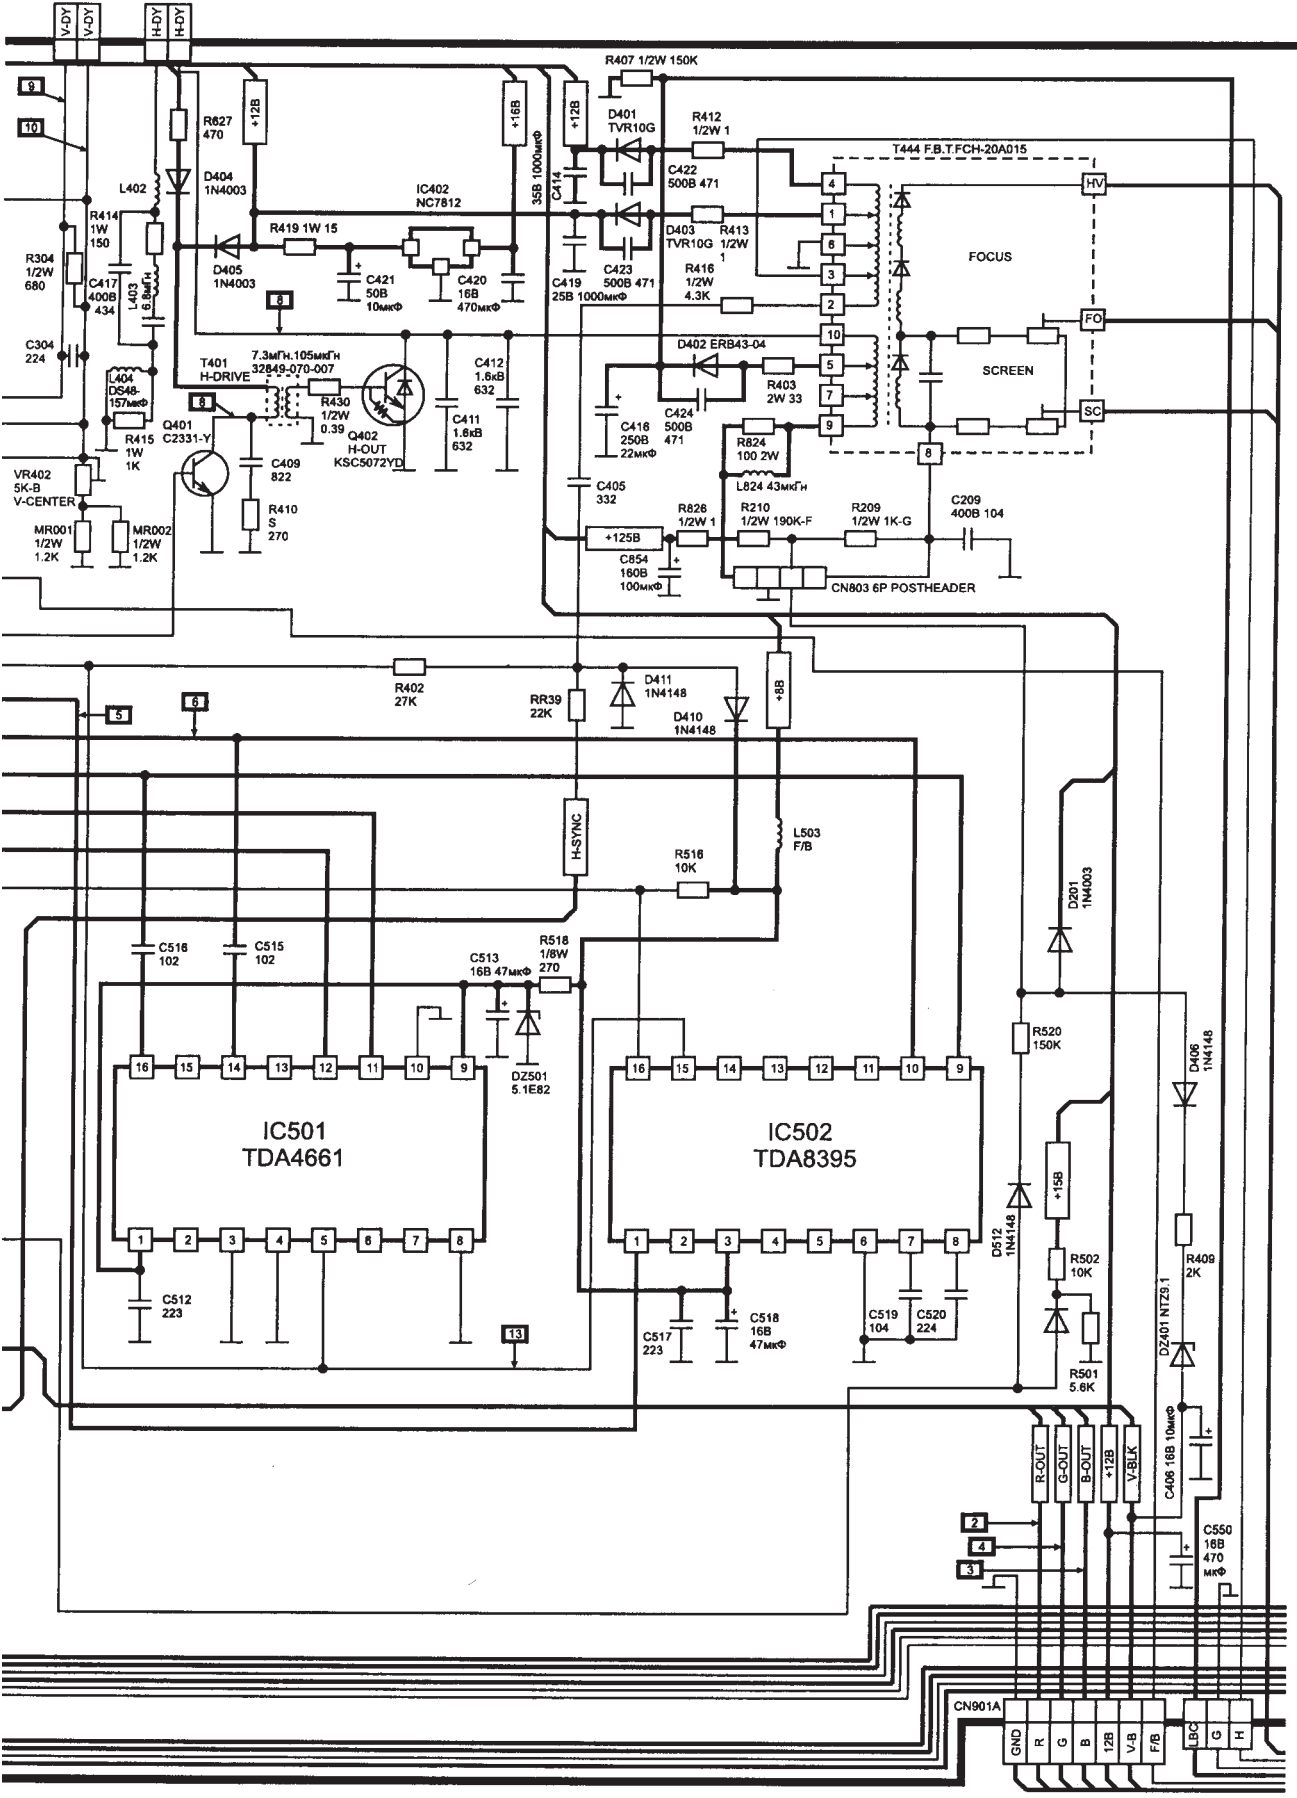 V-DY
V-DY
H-DY
H-DY
9
10
R627
470
+12В
+16В
35В 1000мкФ
+12В
C414
R407 1/2W 150K
D401
TVR10G
R412
1/2W 1
C422
500В 471
T444 F.B.T.FCH-20A015
HV
4
1
6
3
2
10
5
7
9
8
FOCUS
FO
SCREEN
SC
L402
D404
1N4003
IC402
NC7812
R414
1W
150
R419 1W 15
D403
TVR10G
R413
1/2W
1
R304
1/2W
680
C417
400В
434
L403
6.8мГн
D405
1N4003
C421
50В
10мкФ
C420
16В
470мкФ
C419
25В 1000мкФ
C423
500В 471
R416
1/2W
4.3K
8
C304
224
T401
H-DRIVE
7.3мГн.105мкГн
32849-070-007
L404
DS48-
157мкФ
8
R430
1/2W
0.39
Q402
H-OUT
KSC5072YD
C412
1.6кВ
632
C411
1.6кВ
632
D402 ERB43-04
R403
2W 33
C424
500В
471
C416
250В
22мкФ
R824
100 2W
L824 43мкГн
Q401
C2331-Y
R415
1W
1K
C409
822
R410
S
270
VR402
5K-B
V-CENTER
MR001
1/2W
1.2K
MR002
1/2W
1.2K
C405
332
+125В
R826
1/2W 1
R210
1/2W 190K-F
R209
1/2W 1K-G
C209
400В 104
C854
160В
100мкФ
CN803 6P POSTHEADER
R402
27K
RR39
22K
D411
1N4148
D410
1N4148
+8В
5
6
H-SYNC
L503
F/B
R516
10K
D201
1N4003
C516
102
C515
102
C513
16В 47мкФ
R518
1/8W
270
DZ501
5.1E82
R520
150K
D406
1N4148
16 15 14 13 12 11 10 9
IC501
TDA4661
1 2 3 4 5 6 7 8
16 15 14 13 12 11 10 9
IC502
TDA8395
1 2 3 4 5 6 7 8
D512
1N4148
+15В
R502
10K
R409
2K
C512
223
13
C517
223
C518
16В
47мкФ
C519
104
C520
224
DZ401 NTZ9.1
R501
5.6K
R-OUT
G-OUT
B-OUT
+12В
V-BLK
C406 16В 10мкФ
2
4
3
C550
16В
470
мкФ
CN901A
GND
R
G
B
12В
V-B
F/B
LBC
G
H